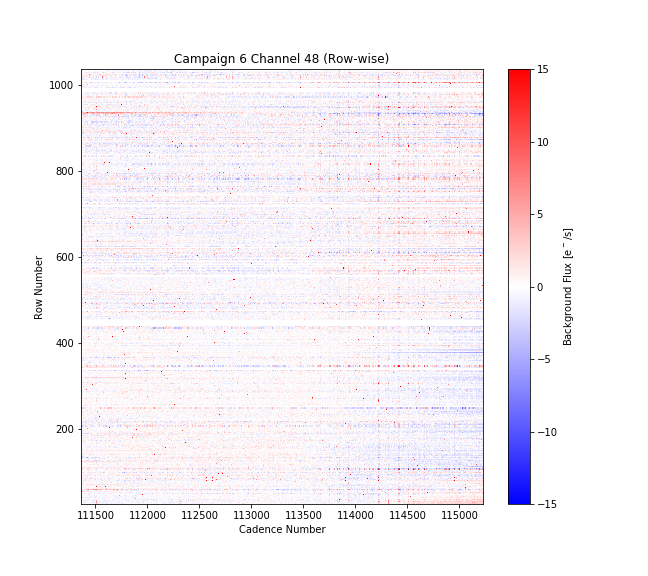 Campaign 6 Channel 48 (Row-wise)
1000
800
600
400
200
Row Number
111500 112000 112500 113000 113500 114000 114500 115000
Cadence Number
15
10
5
0
−5
−10
−15
Background Flux [e⁻/s]